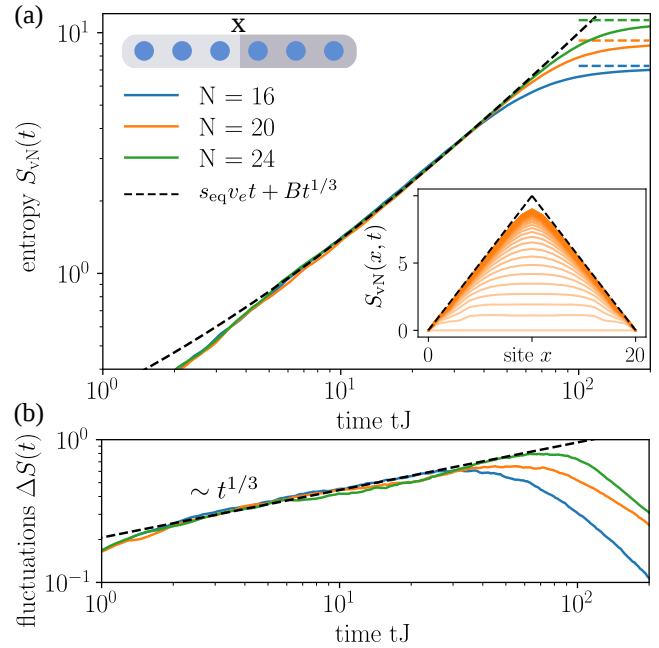 (a)
x
N = 16
N = 20
N = 24
s_eq v_e t + Bt^{1/3}
entropy S_vN(t)
10^1
10^0
S_vN(x, t)
5
0
0
site x
20
10^0
10^1
10^2
time tJ
(b)
fluctuations ΔS(t)
10^0
10^{-1}
∼ t^{1/3}
10^0
10^1
10^2
time tJ